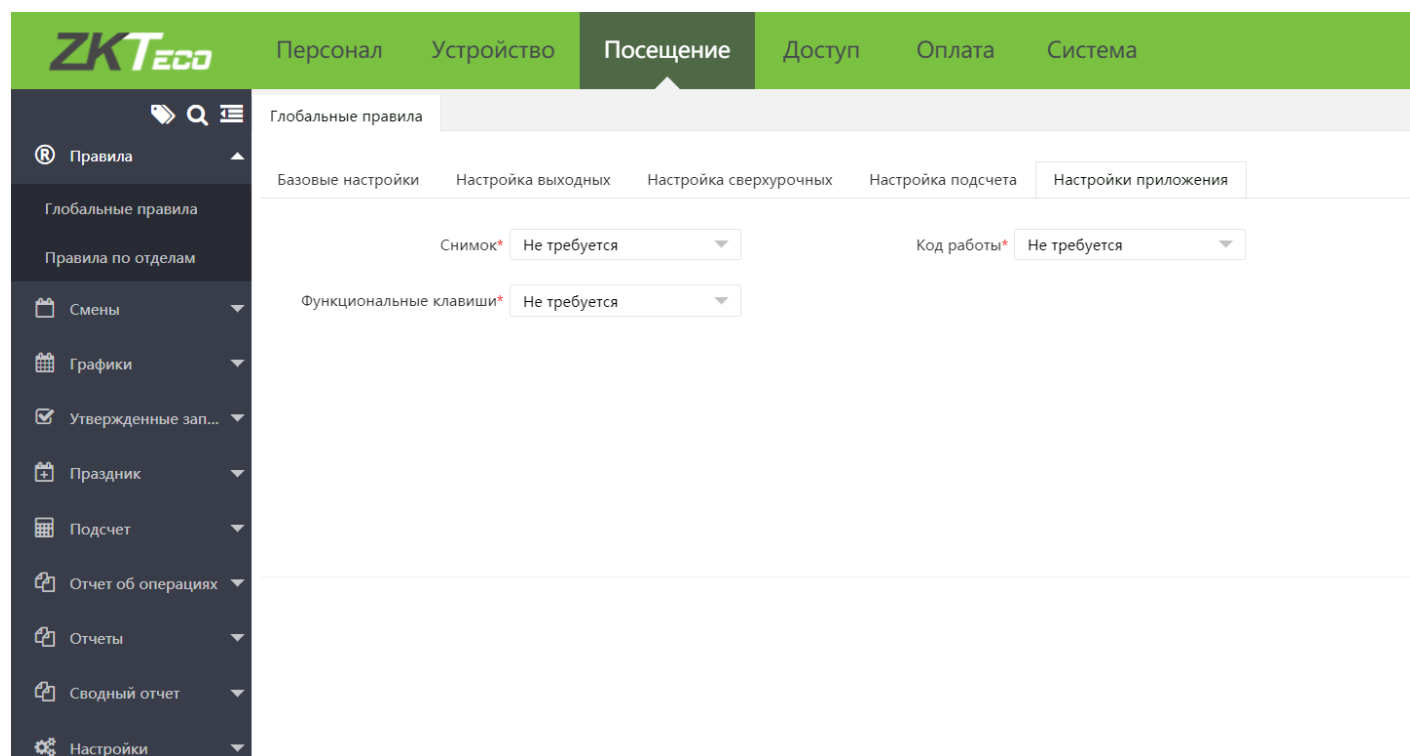 ZKTeco
Персонал Устройство Посещение Доступ Оплата Система
Глобальные правила
® Правила
Базовые настройки Настройка выходных Настройка сверхурочных Настройка подсчета Настройки приложения
Глобальные правила
Снимок* Не требуется Код работы* Не требуется
Правила по отделам
Функциональные клавиши* Не требуется
Смены
Графики
Утвержденные зап...
Праздник
Подсчет
Отчет об операциях
Отчеты
Сводный отчет
Настройки